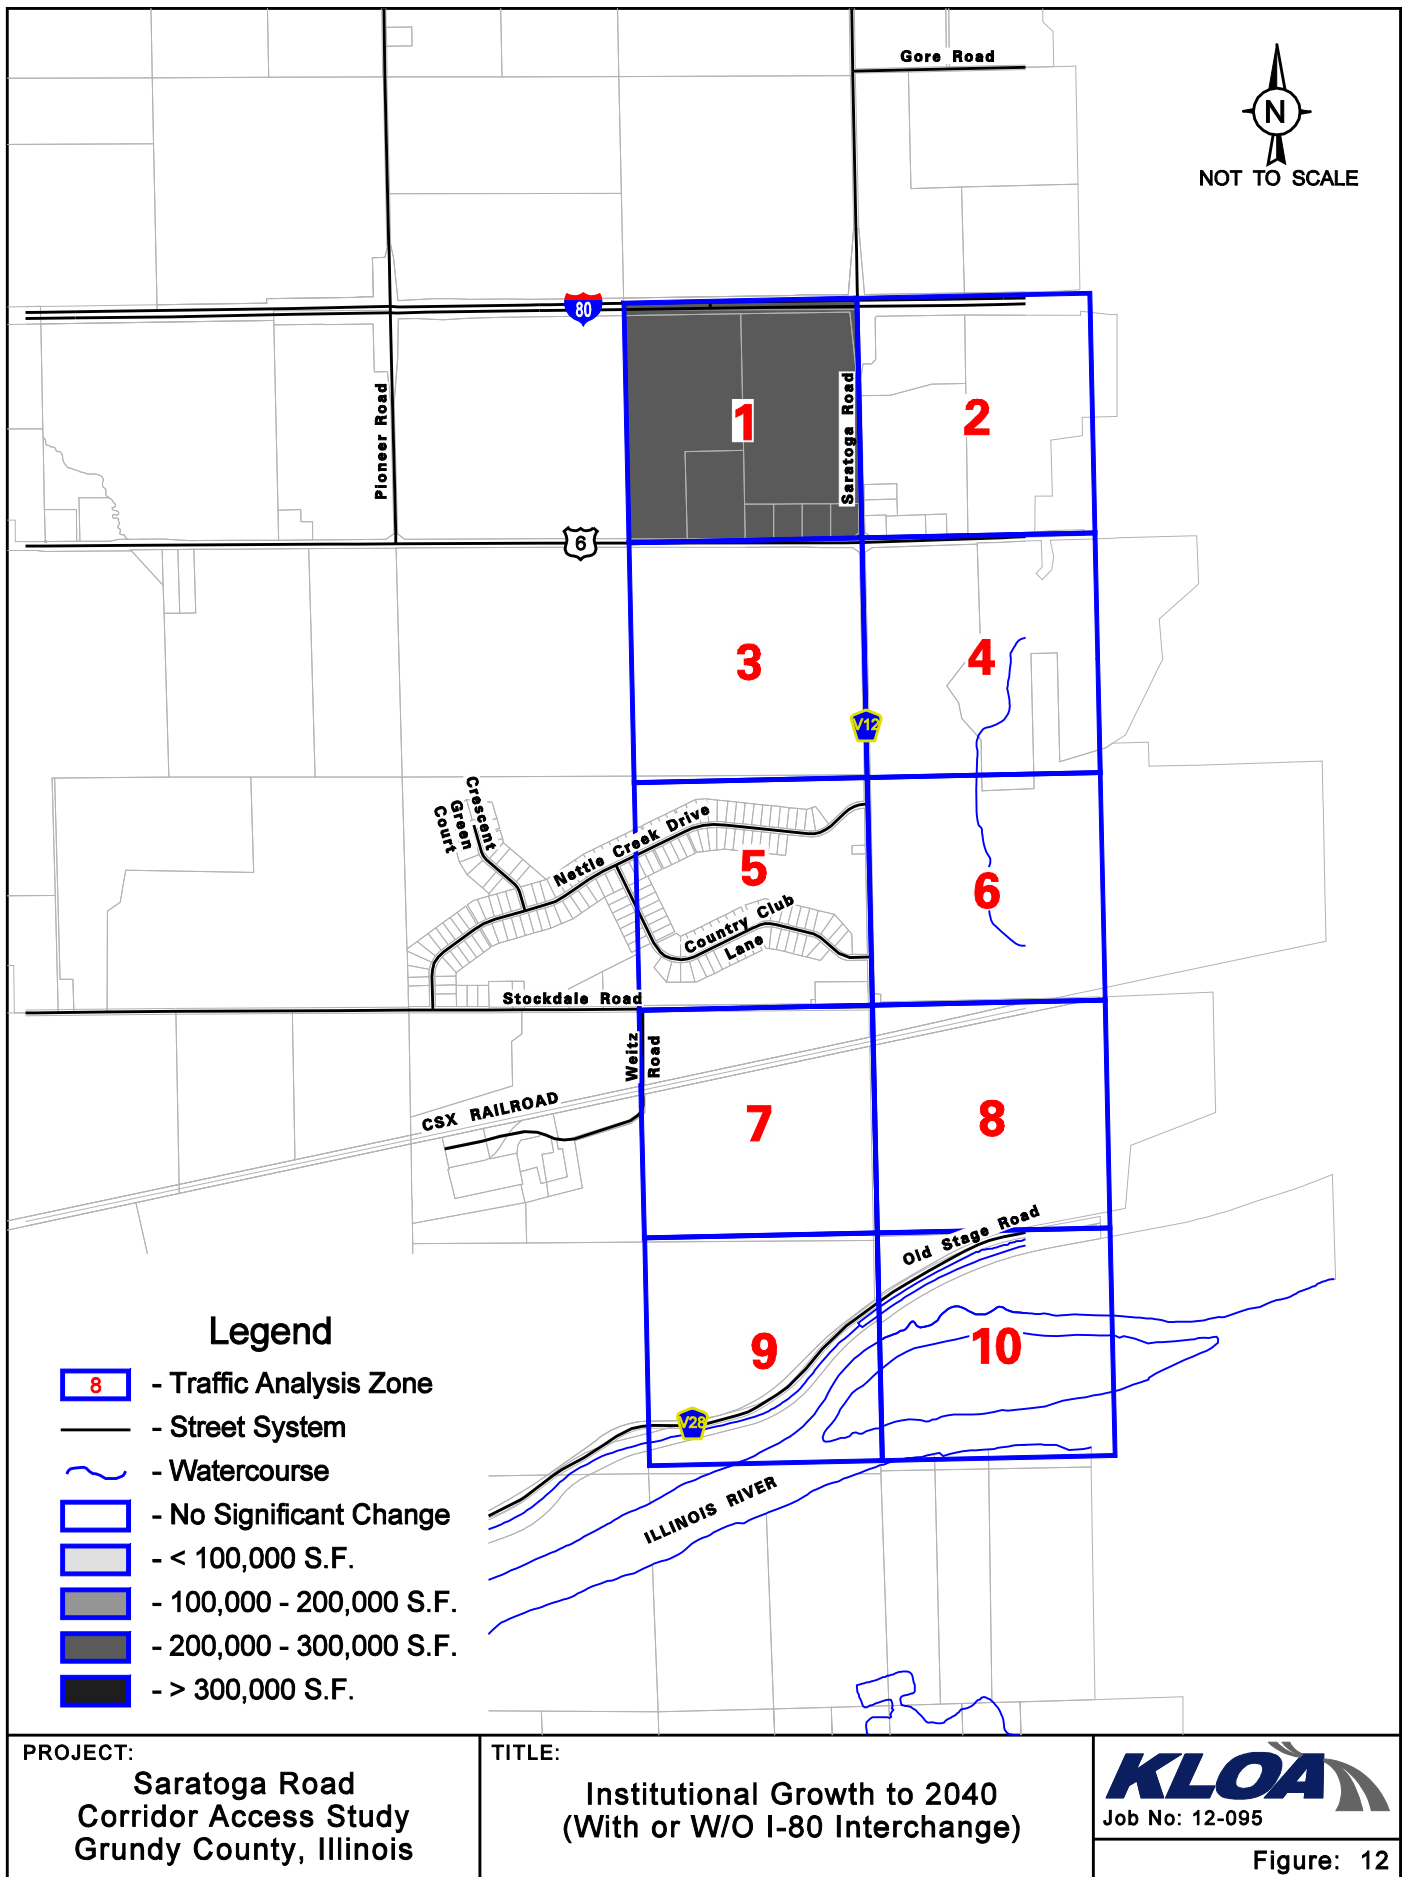 Gore Road
N
NOT TO SCALE
80
Pioneer Road
1
Saratoga Road
2
6
3
4
V12
Crescent
Green
Court
Nettle Creek Drive
5
6
Country Club
Lane
Stockdale Road
Weitz
Road
CSX RAILROAD
7
8
Old Stage Road
9
10
V28
ILLINOIS RIVER
Legend
8 - Traffic Analysis Zone
- Street System
- Watercourse
- No Significant Change
- < 100,000 S.F.
- 100,000 - 200,000 S.F.
- 200,000 - 300,000 S.F.
- > 300,000 S.F.
PROJECT:
Saratoga Road
Corridor Access Study
Grundy County, Illinois
TITLE:
Institutional Growth to 2040
(With or W/O I-80 Interchange)
KLOA
Job No: 12-095
Figure: 12